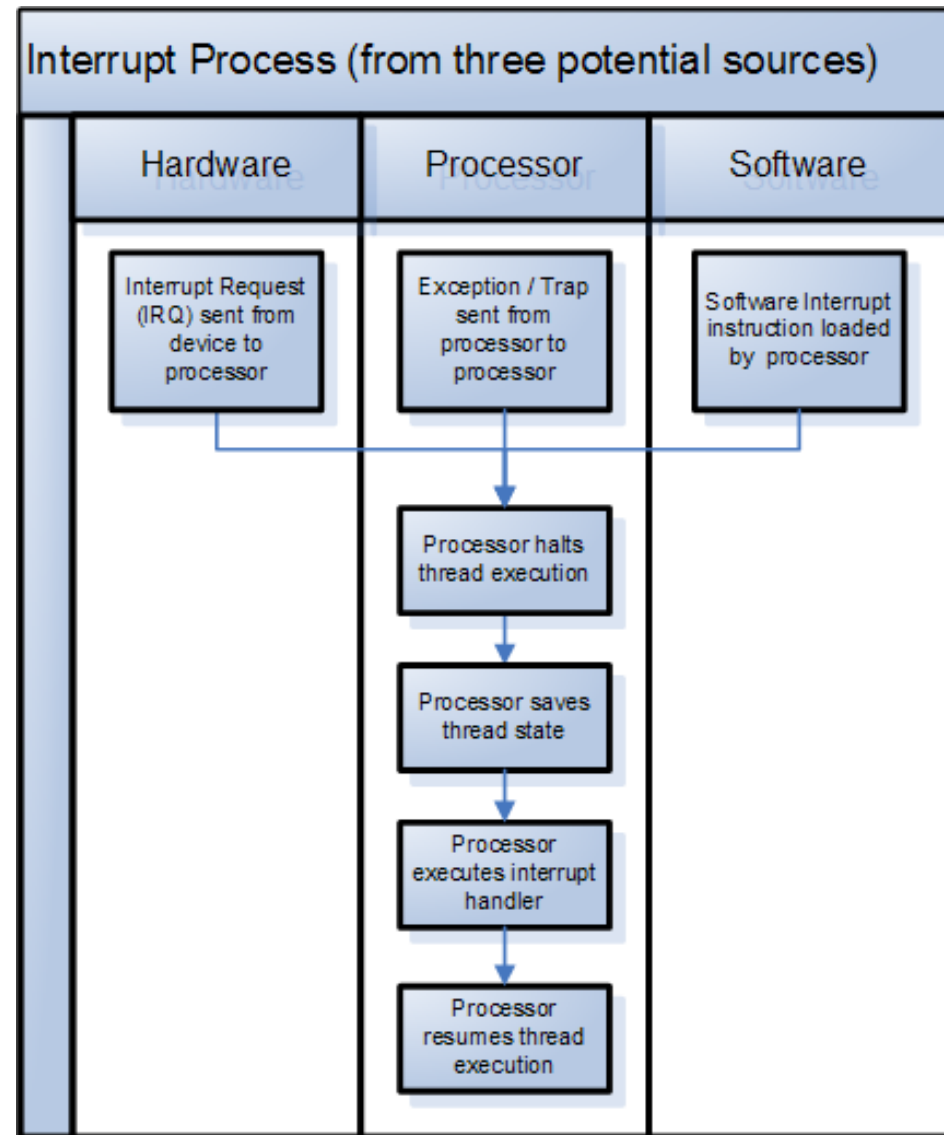 Interrupt Process (from three potential sources)
Hardware
Processor
Software
Interrupt Request
(IRQ) sent from
device to
processor
Exception / Trap
sent from
processor to
processor
Software Interrupt
instruction loaded
by processor
Processor halts
thread execution
Processor saves
thread state
Processor
executes interrupt
handler
Processor
resumes thread
execution